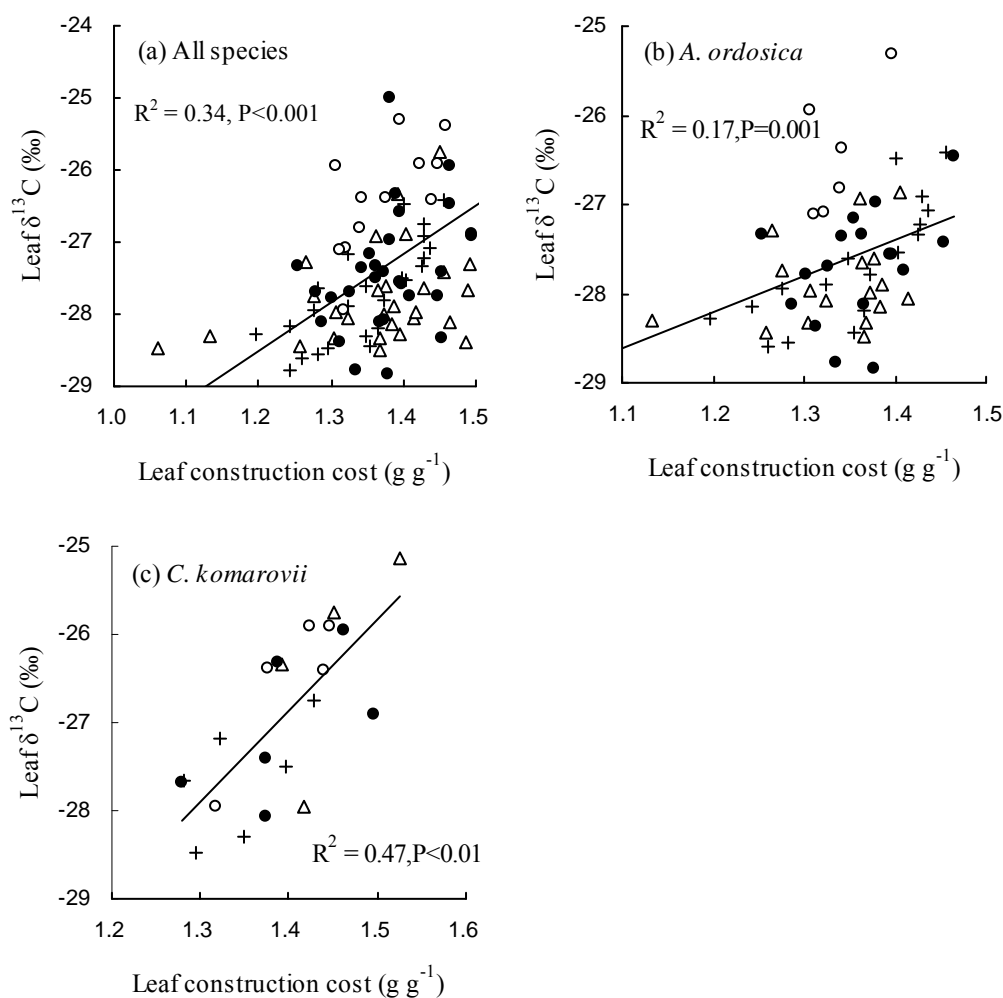 -24
(a) All species
-25
R² = 0.34, P<0.001
-26
-27
-28
-29
Leaf δ¹³C (‰)
1.0 1.1 1.2 1.3 1.4 1.5
Leaf construction cost (g g⁻¹)
-25
(b) A. ordosica
-26
R² = 0.17,P=0.001
-27
-28
-29
Leaf δ¹³C (‰)
1.1 1.2 1.3 1.4 1.5
Leaf construction cost (g g⁻¹)
-25
(c) C. komarovii
-26
-27
-28
R² = 0.47,P<0.01
-29
Leaf δ¹³C (‰)
1.2 1.3 1.4 1.5 1.6
Leaf construction cost (g g⁻¹)